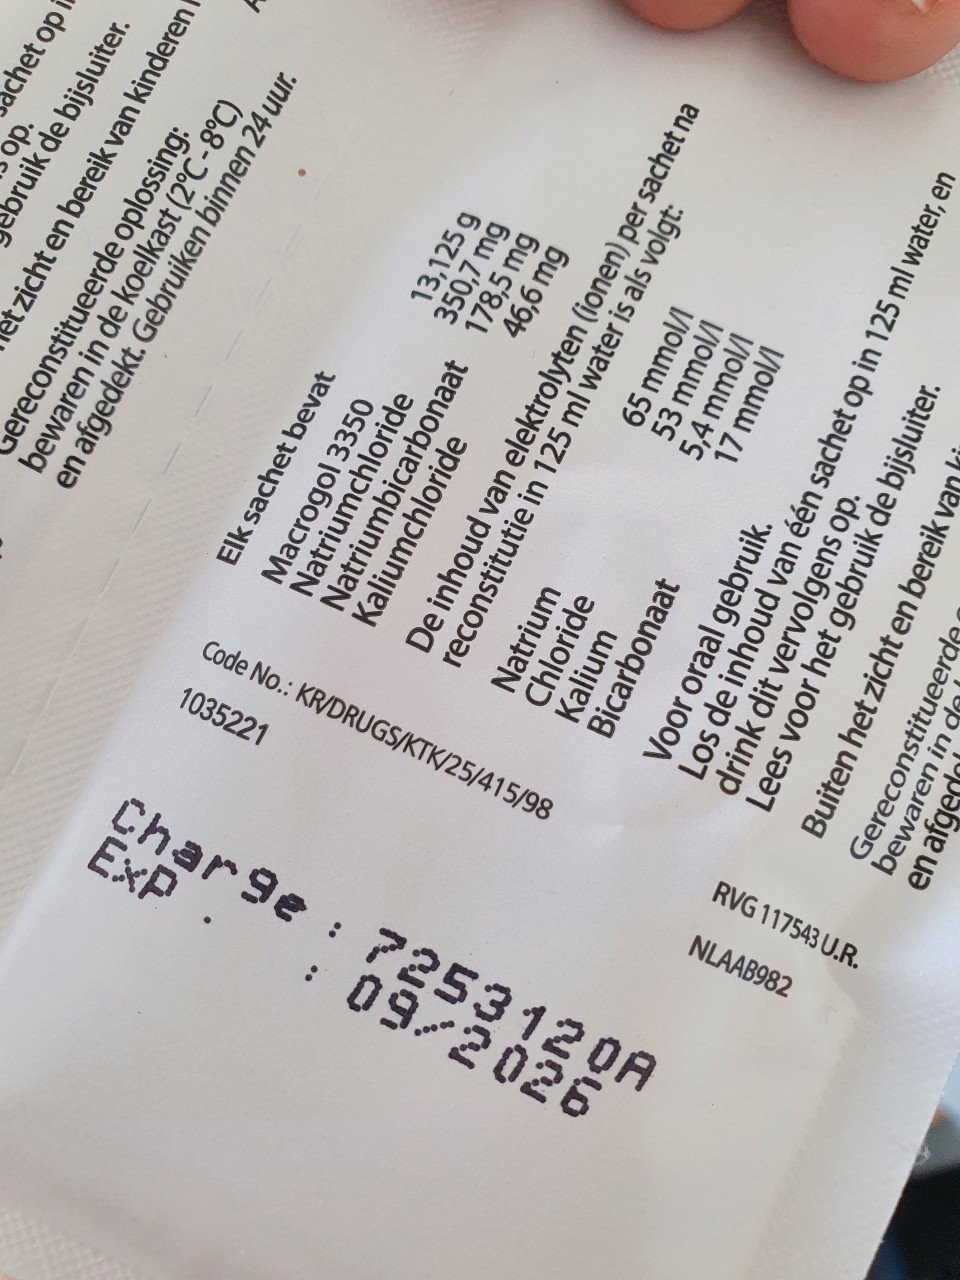 sachet op in
op.
gebruik de bijsluiter.
het zicht en bereik van kinderen
Gereconstitueerde oplossing:
bewaren in de koelkast (2°C - 8°C)
en afgedekt. Gebruiken binnen 24 uur.
Elk sachet bevat
Macrogol 3350 13,125 g
Natriumchloride 350,7 mg
Natriumbicarbonaat 178,5 mg
Kaliumchloride 46,6 mg
De inhoud van elektrolyten (ionen) per sachet na
reconstitutie in 125 ml water is als volgt:
Natrium 65 mmol/l
Chloride 53 mmol/l
Kalium 5,4 mmol/l
Bicarbonaat 17 mmol/l
Voor oraal gebruik.
Los de inhoud van één sachet op in 125 ml water, en
drink dit vervolgens op.
Lees voor het gebruik de bijsluiter.
Buiten het zicht en bereik van
Gereconstitueerde
bewaren in de
en
Code No.: KR/DRUGS/KTK/25/415/98
1035221
Charge : 7253120A
EXP. : 09/2026
RVG 117543 U.R.
NLAAB982